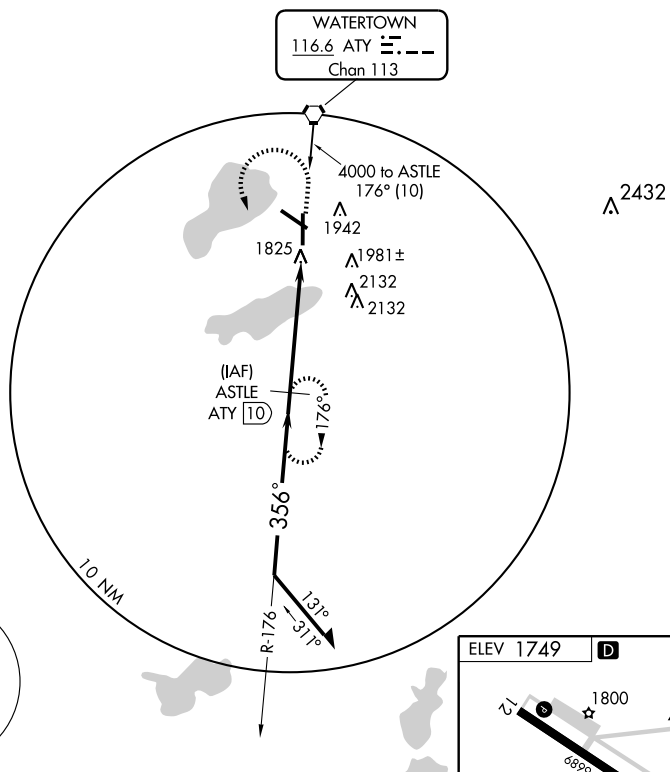 WATERTOWN
116.6 ATY
Chan 113
4000 to ASTLE
176° (10)
2432
1942
1825
1981±
2132
2132
(IAF)
ASTLE
ATY 10
176°
356°
10 NM
131°
311°
R-176
ELEV 1749 D
12
P
1800
6899